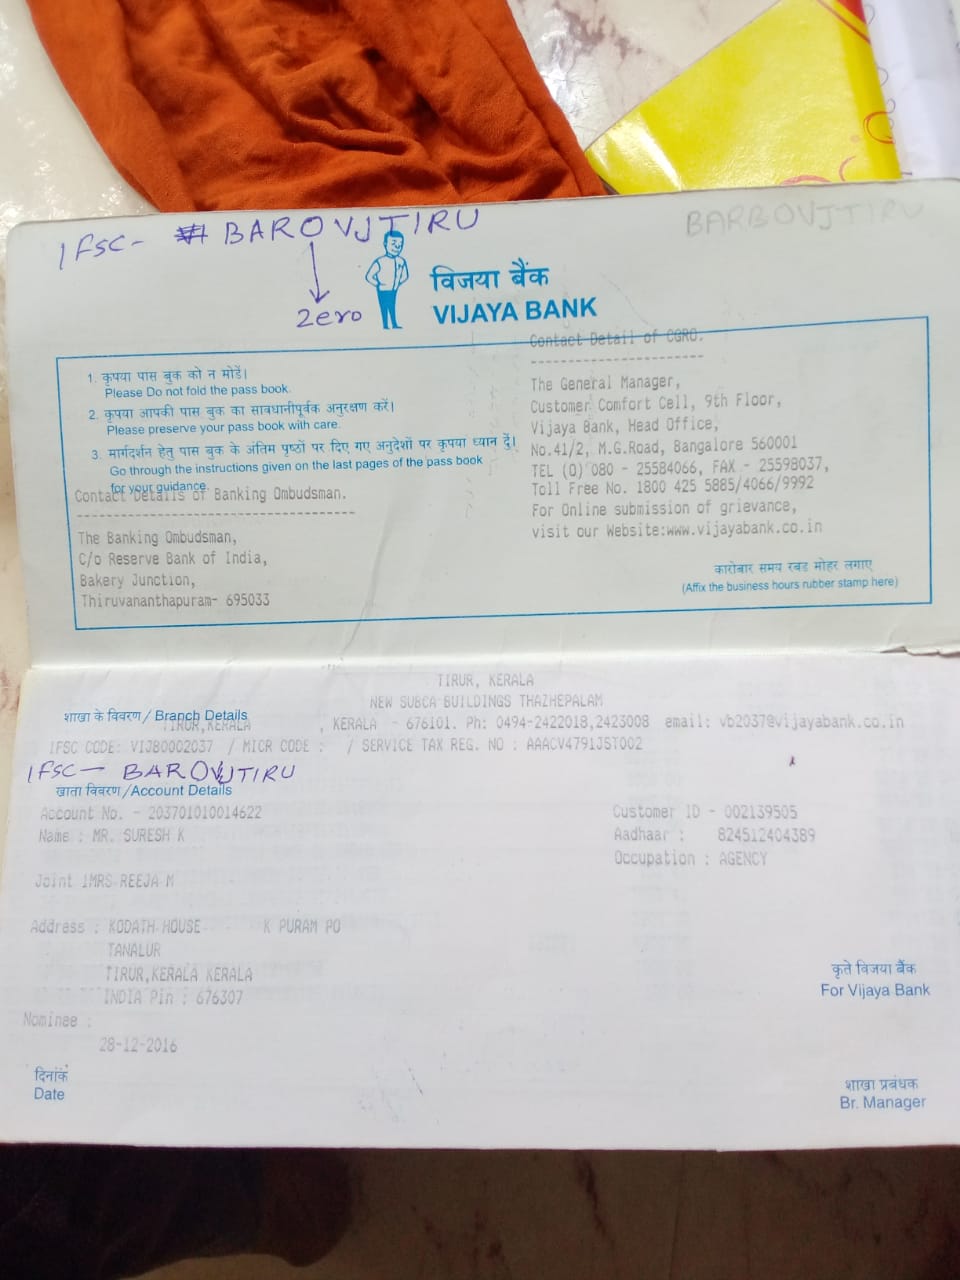 IFSC- BAROVJTIRU
BARBOVJTIRU
zero
विजया बैंक
VIJAYA BANK
1. कृपया पास बुक को न मोडें।
Please Do not fold the pass book.
2. कृपया आपकी पास बुक का सावधानीपूर्वक अनुरक्षण करें।
Please preserve your pass book with care.
3. मार्गदर्शन हेतु पास बुक के अंतिम पृष्ठों पर दिए गए अनुदेशों पर कृपया ध्यान दें।
Go through the instructions given on the last pages of the pass book
for your guidance.
Contact Details of Banking Ombudsman.
The Banking Ombudsman,
C/o Reserve Bank of India,
Bakery Junction,
Thiruvananthapuram- 695033
Contact Detail of CGRO.
The General Manager,
Customer Comfort Cell, 9th Floor,
Vijaya Bank, Head Office,
No.41/2, M.G.Road, Bangalore 560001
TEL (O) 080 - 25584066, FAX - 25598037,
Toll Free No. 1800 425 5885/4066/9992
For Online submission of grievance,
visit our Website:www.vijayabank.co.in
कारोबार समय रबड मोहर लगाए
(Affix the business hours rubber stamp here)
TIRUR, KERALA
NEW SUBCA BUILDINGS THAZHEPALAM
शाखा के विवरण / Branch Details
TIRUR,KERALA , KERALA - 676101. Ph: 0494-2422018,2423008 email: vb2037@vijayabank.co.in
IFSC CODE: VIJB0002037 / MICR CODE : / SERVICE TAX REG. NO : AAACV4791JST002
IFSC- BAROVJTIRU
खाता विवरण /Account Details
Account No. - 203701010014622
Customer ID - 002139505
Name : MR. SURESH K
Aadhaar : 824512404389
Occupation : AGENCY
Joint 1MRS REEJA M
Address : KODATH HOUSE K PURAM PO
TANALUR
TIRUR,KERALA KERALA
INDIA Pin : 676307
Nominee :
28-12-2016
कृते विजया बैंक
For Vijaya Bank
दिनांक
Date
शाखा प्रबंधक
Br. Manager